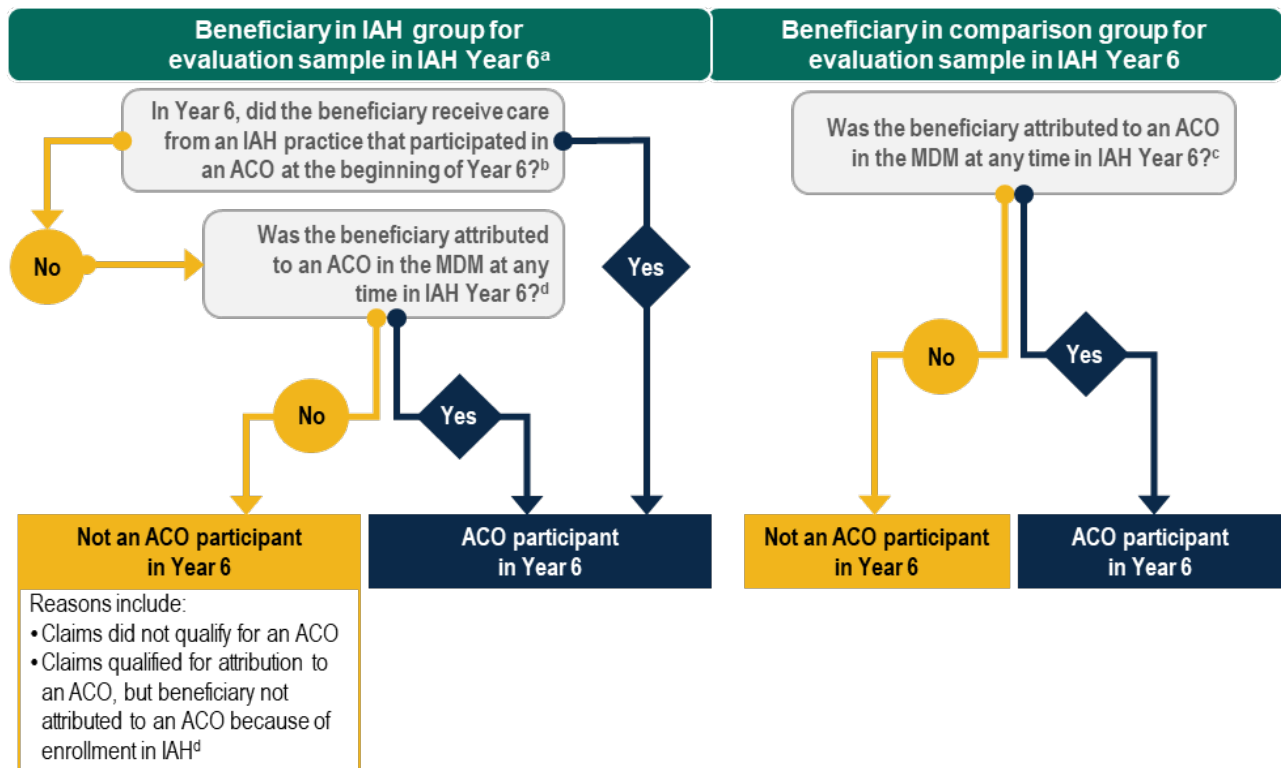 Beneficiary in IAH group for
evaluation sample in IAH Year 6ᵃ
In Year 6, did the beneficiary receive care
from an IAH practice that participated in
an ACO at the beginning of Year 6?ᵇ
No
Was the beneficiary attributed
to an ACO in the MDM at any
time in IAH Year 6?ᵈ
Yes
No
Yes
Not an ACO participant
in Year 6
Reasons include:
• Claims did not qualify for an ACO
• Claims qualified for attribution to
an ACO, but beneficiary not
attributed to an ACO because of
enrollment in IAHᵈ
ACO participant
in Year 6
Beneficiary in comparison group for
evaluation sample in IAH Year 6
Was the beneficiary attributed to an ACO
in the MDM at any time in IAH Year 6?ᶜ
No
Yes
Not an ACO participant
in Year 6
ACO participant
in Year 6